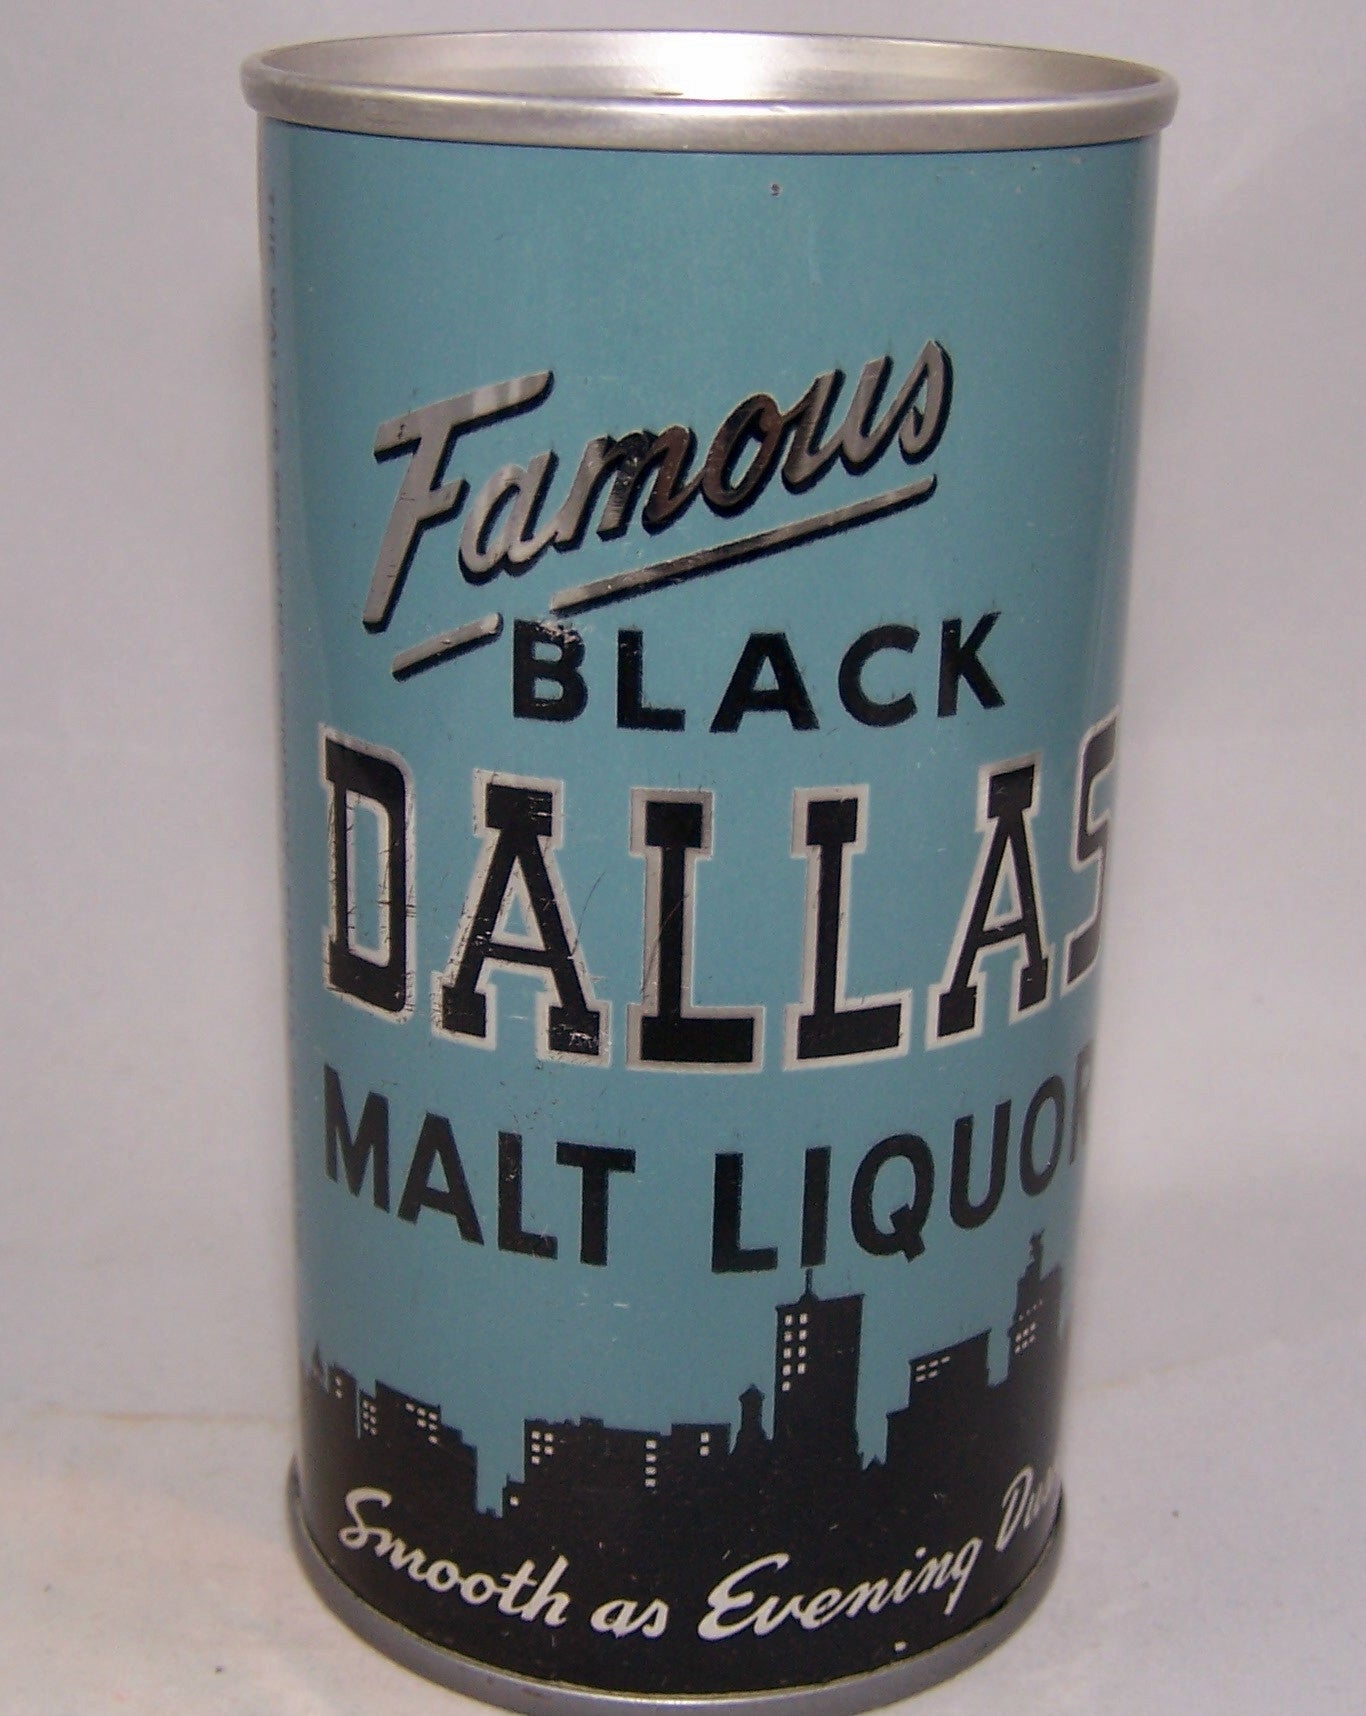 Famous
BLACK
DALLAS
MALT LIQUOR
Smooth as Evening